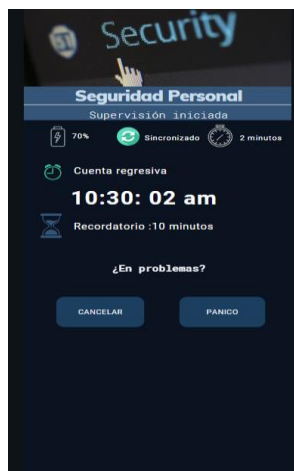 Security
Seguridad Personal
Supervisión iniciada
70% Sincronizado 2 minutos
Cuenta regresiva
10:30: 02 am
Recordatorio :10 minutos
¿En problemas?
CANCELAR PANICO